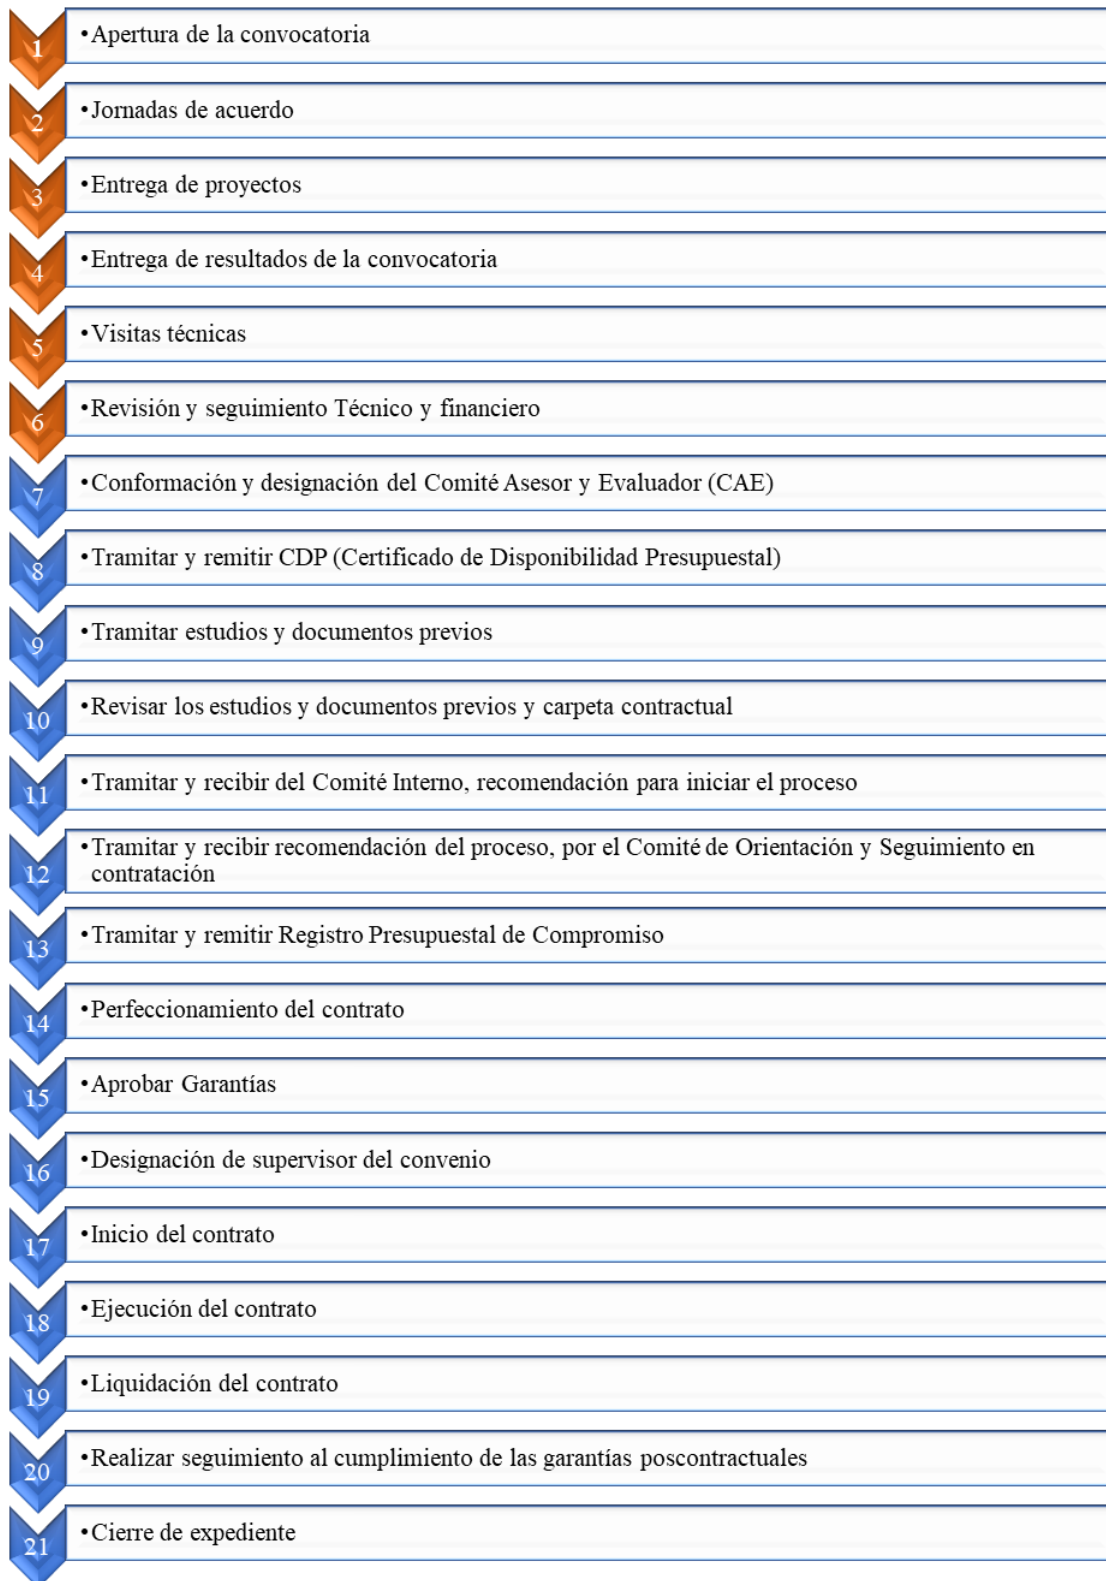 1
•Apertura de la convocatoria
2
•Jornadas de acuerdo
3
•Entrega de proyectos
4
•Entrega de resultados de la convocatoria
5
•Visitas técnicas
6
•Revisión y seguimiento Técnico y financiero
7
•Conformación y designación del Comité Asesor y Evaluador (CAE)
8
•Tramitar y remitir CDP (Certificado de Disponibilidad Presupuestal)
9
•Tramitar estudios y documentos previos
10
•Revisar los estudios y documentos previos y carpeta contractual
11
•Tramitar y recibir del Comité Interno, recomendación para iniciar el proceso
12
•Tramitar y recibir recomendación del proceso, por el Comité de Orientación y Seguimiento en
contratación
13
•Tramitar y remitir Registro Presupuestal de Compromiso
14
•Perfeccionamiento del contrato
15
•Aprobar Garantías
16
•Designación de supervisor del convenio
17
•Inicio del contrato
18
•Ejecución del contrato
19
•Liquidación del contrato
20
•Realizar seguimiento al cumplimiento de las garantías poscontractuales
21
•Cierre de expediente